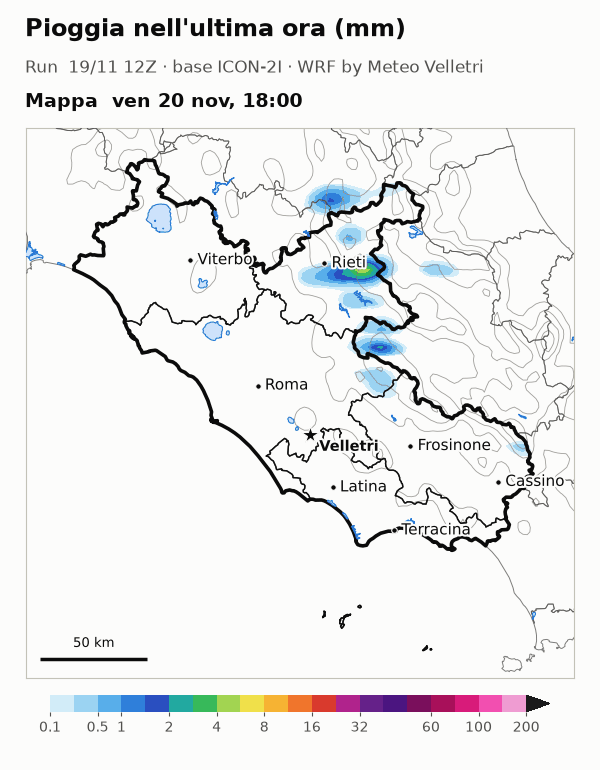 Pioggia nell'ultima ora (mm)
Run  19/11 12Z · base ICON-2I · WRF by Meteo Velletri
Mappa  ven 20 nov, 18:00
Viterbo
Rieti
Roma
Velletri
Frosinone
Latina
Cassino
Terracina
50 km
0.1 0.5 1 2 4 8 16 32 60 100 200